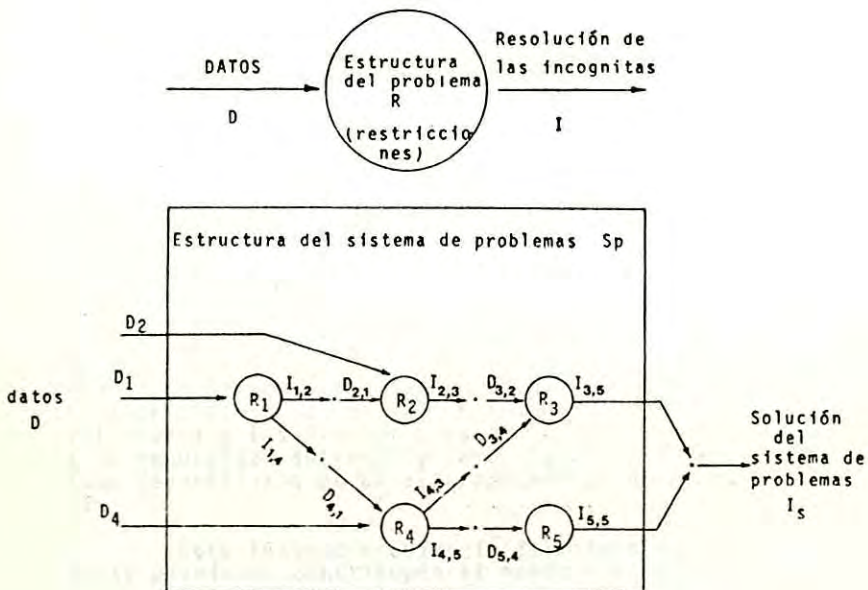 DATOS
D
Estructura
del problema
R
(restriccio
nes)
Resolución de
las incognitas
I
Estructura del sistema de problemas Sp
datos
D
D2
D1
D4
R1
I1,2
D2,1
R2
I2,3
D3,2
R3
I3,5
I1,4
D4,1
I4,3
D3,4
R4
I4,5
D5,4
R5
I5,5
Solución
del
sistema de
problemas
Is